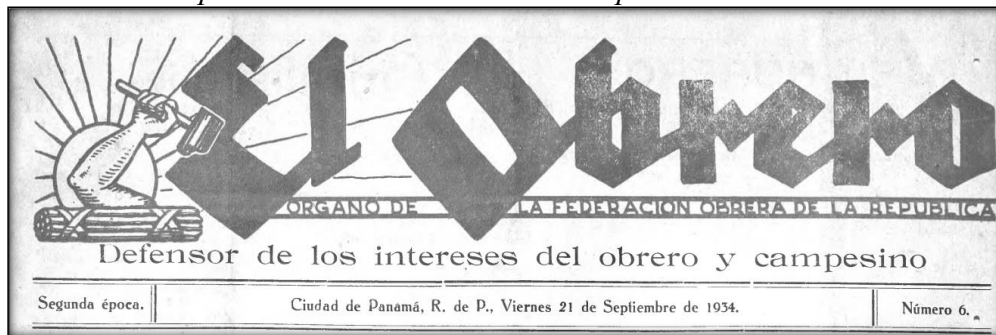 El Obrero
ORGANO DE LA FEDERACION OBRERA DE LA REPUBLICA
Defensor de los intereses del obrero y campesino
Segunda época.
Ciudad de Panamá, R. de P., Viernes 21 de Septiembre de 1934.
Número 6.